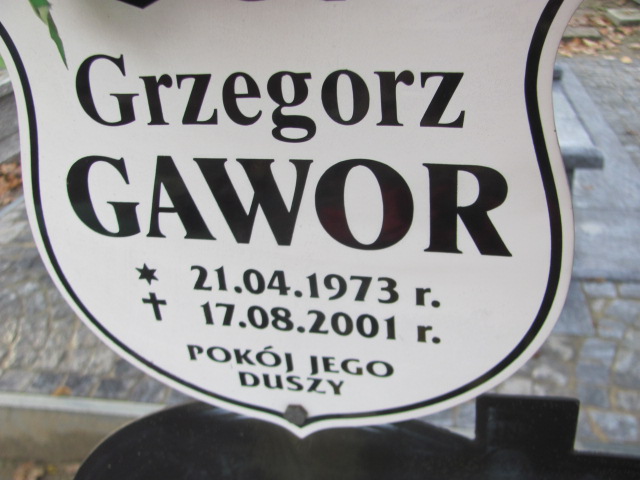 Grzegorz
GAWOR
* 21.04.1973 r.
✝ 17.08.2001 r.
POKÓJ JEGO
DUSZY